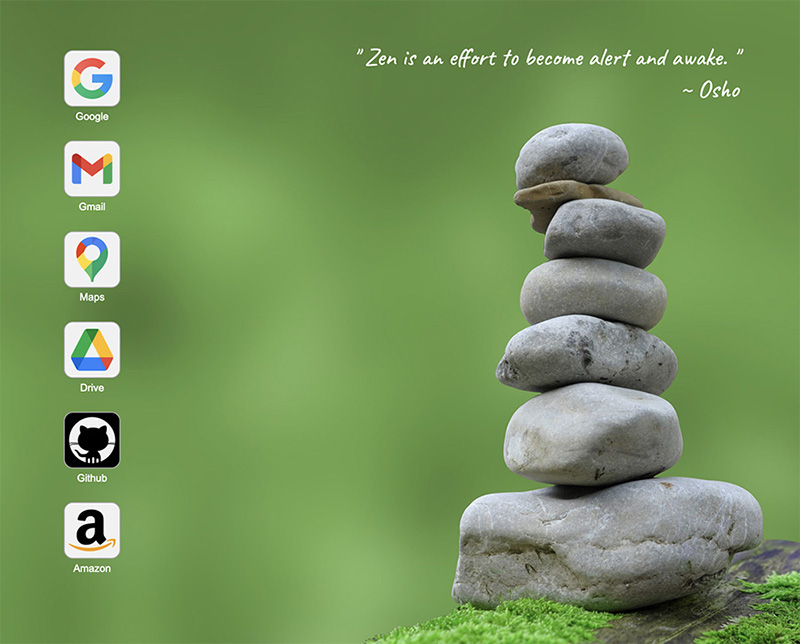 " Zen is an effort to become alert and awake. "
~ Osho
Google
Gmail
Maps
Drive
Github
a
Amazon